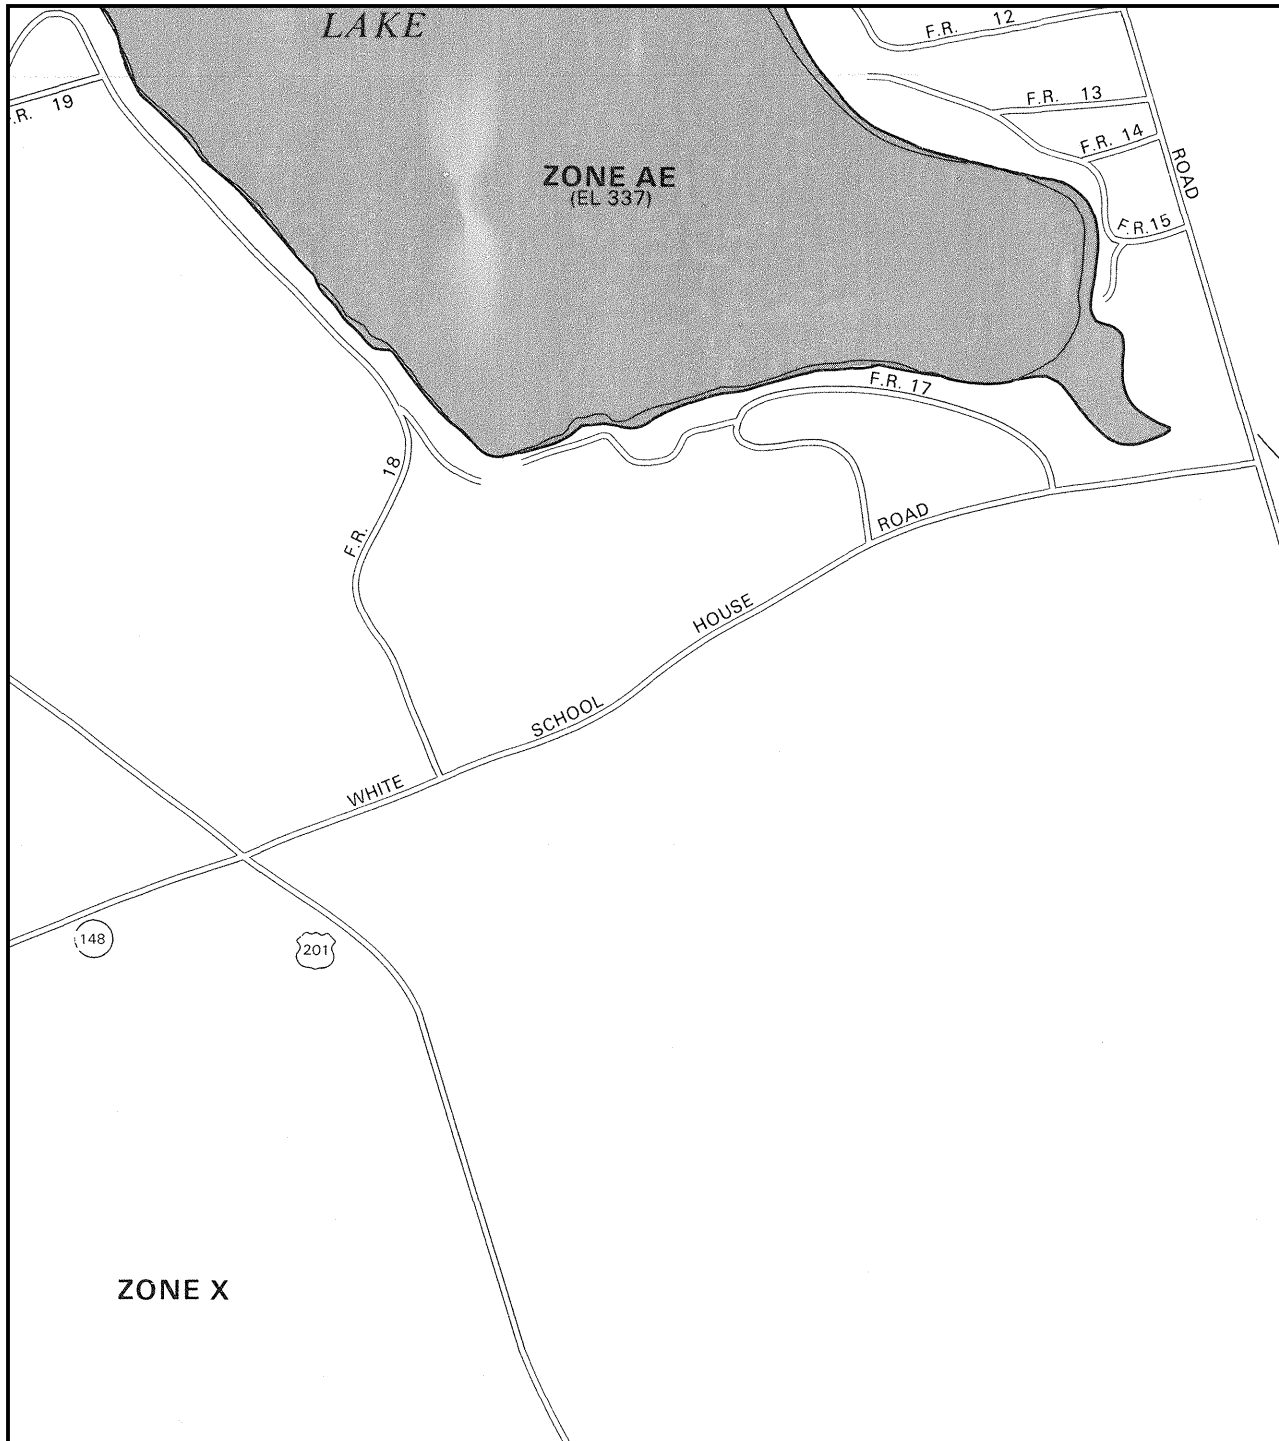 LAKE
F.R. 12
.R. 19
F.R. 13
F.R. 14
ROAD
ZONE AE
(EL 337)
F.R. 15
F.R. 17
F.R. 18
WHITE SCHOOL HOUSE ROAD
148
201
ZONE X